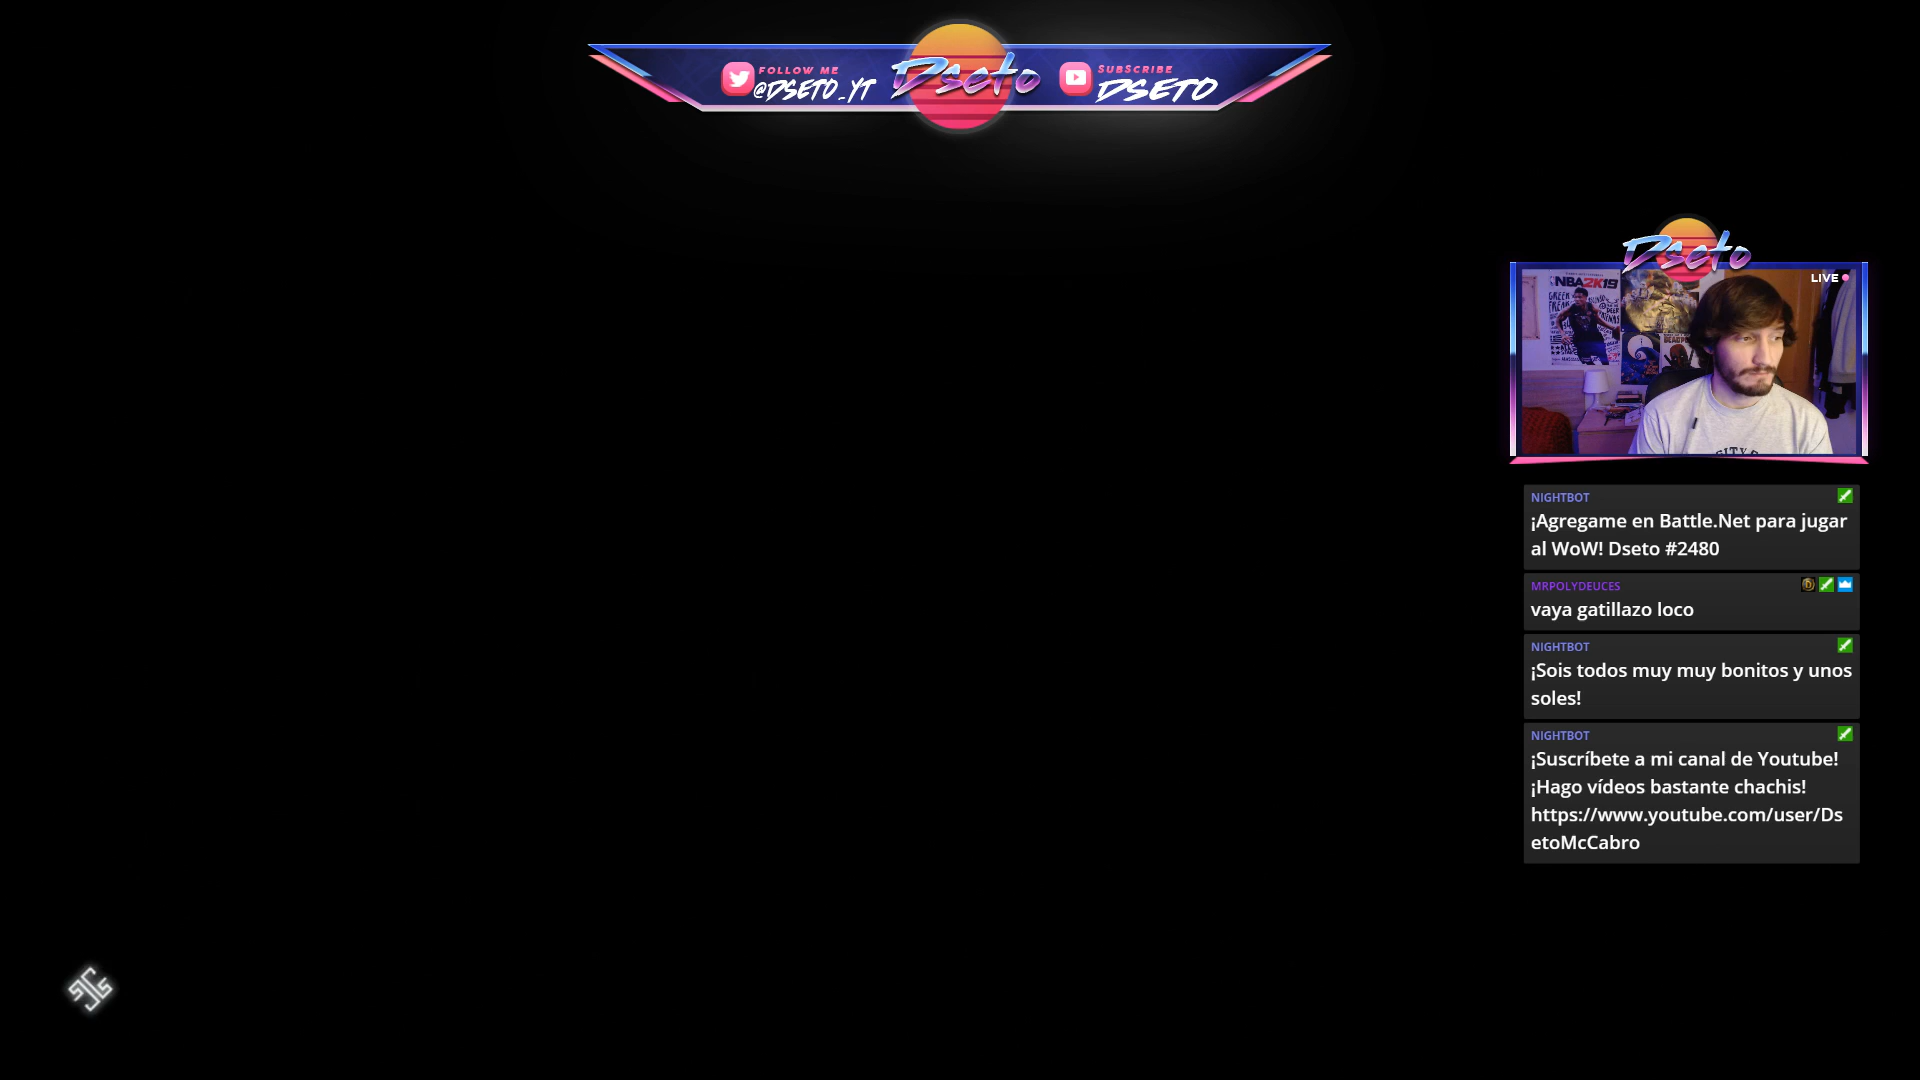 FOLLOW ME
@DSETO_YT
Dseto
SUBSCRIBE
DSETO
Dseto
LIVE
NBA2K19
NIGHTBOT
¡Agregame en Battle.Net para jugar
al WoW! Dseto #2480
MRPOLYDEUCES
vaya gatillazo loco
NIGHTBOT
¡Sois todos muy muy bonitos y unos
soles!
NIGHTBOT
¡Suscríbete a mi canal de Youtube!
¡Hago vídeos bastante chachis!
https://www.youtube.com/user/Ds
etoMcCabro